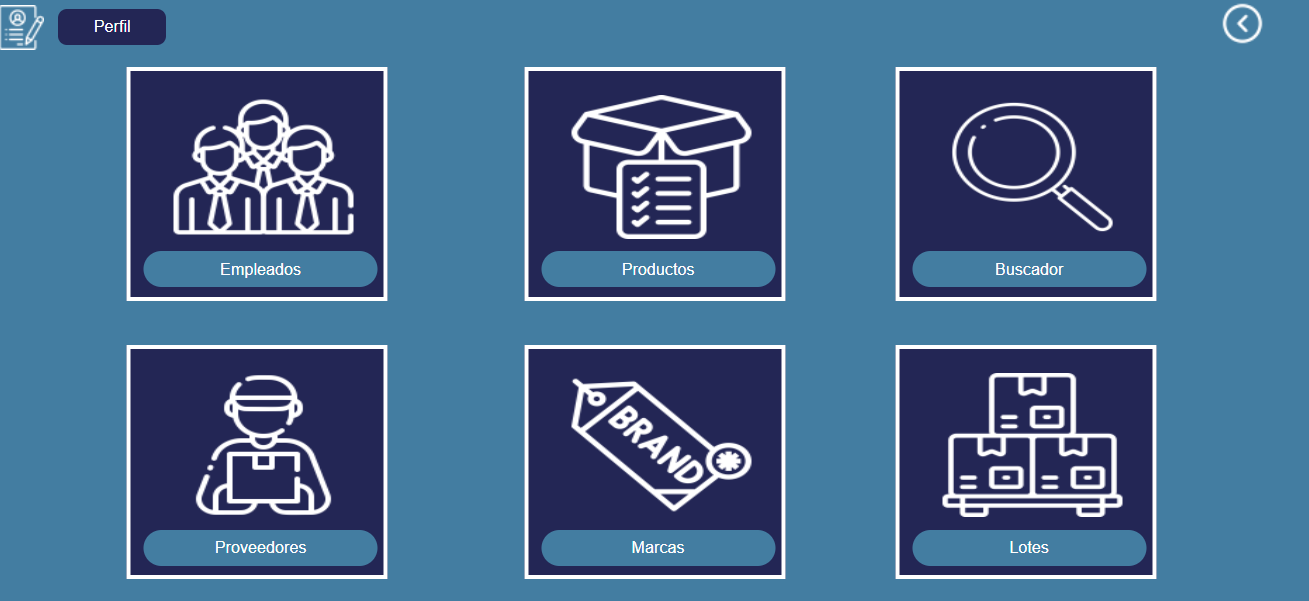 Perfil
Empleados
Productos
Buscador
BRAND
Proveedores
Marcas
Lotes